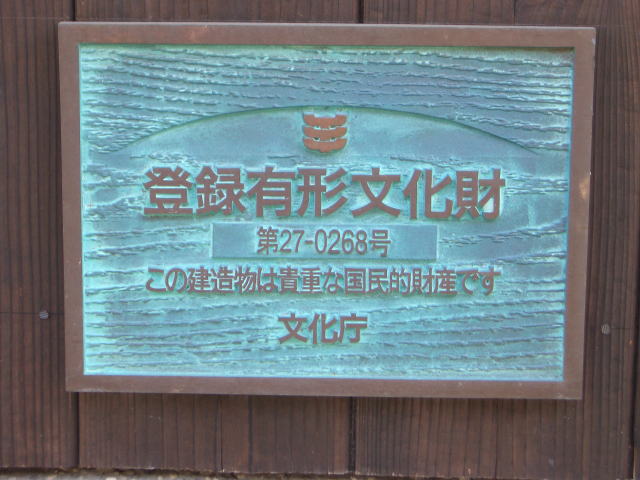 登録有形文化財
第27-0268号
この建造物は貴重な国民的財産です
文化庁